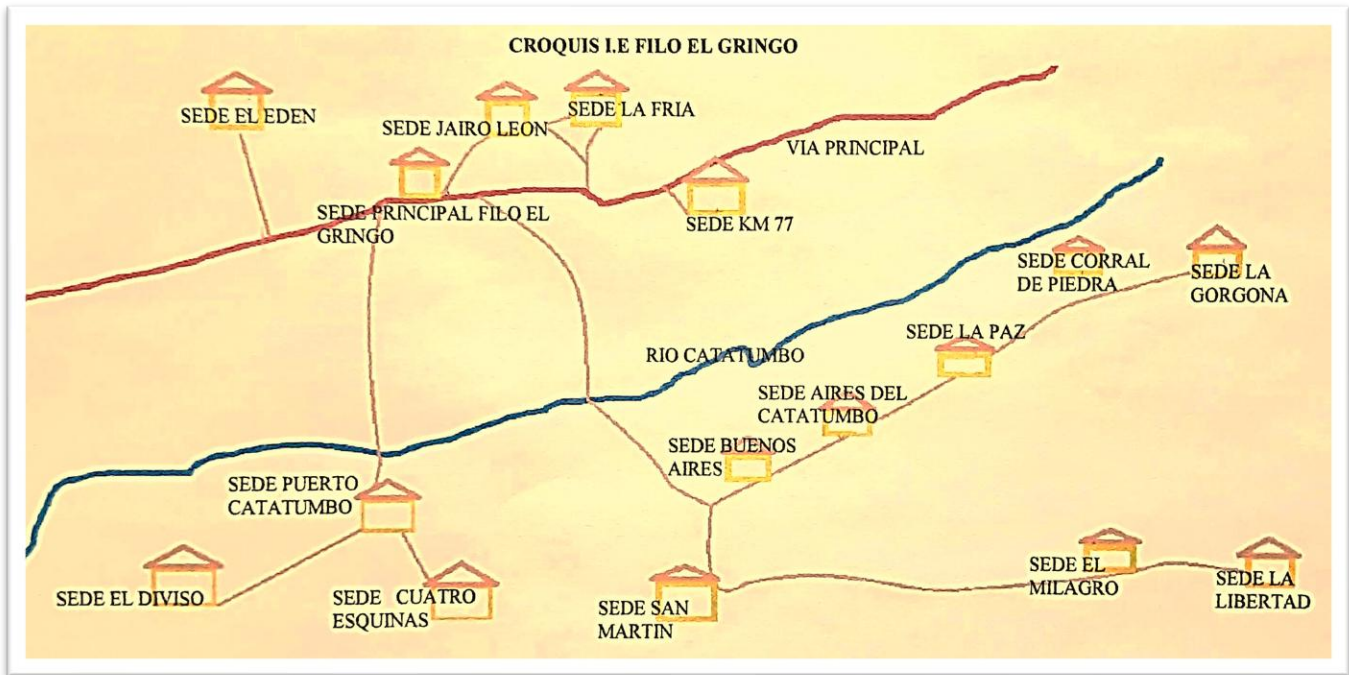 CROQUIS I.E FILO EL GRINGO
SEDE EL EDEN
SEDE JAIRO LEON
SEDE LA FRIA
VIA PRINCIPAL
SEDE PRINCIPAL FILO EL
GRINGO
SEDE KM 77
SEDE CORRAL
DE PIEDRA
SEDE LA
GORGONA
SEDE LA PAZ
RIO CATATUMBO
SEDE AIRES DEL
CATATUMBO
SEDE BUENOS
AIRES
SEDE PUERTO
CATATUMBO
SEDE EL DIVISO
SEDE CUATRO
ESQUINAS
SEDE SAN
MARTIN
SEDE EL
MILAGRO
SEDE LA
LIBERTAD